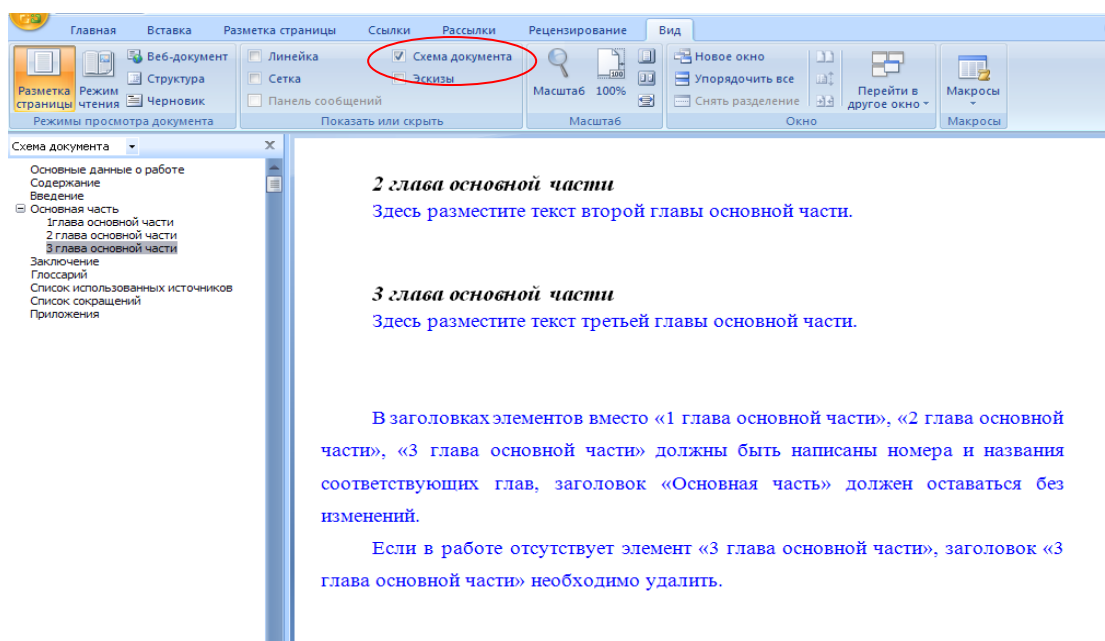 Главная Вставка Разметка страницы Ссылки Рассылки Рецензирование Вид
Разметка страницы
Режим чтения
Веб-документ
Структура
Черновик
Режимы просмотра документа
Линейка
Сетка
Панель сообщений
Схема документа
Эскизы
Показать или скрыть
Масштаб
100
100%
Масштаб
Новое окно
Упорядочить все
Снять разделение
Перейти в
другое окно
Окно
Макросы
Макросы
Схема документа
Основные данные о работе
Содержание
Введение
Основная часть
1глава основной части
2 глава основной части
3 глава основной части
Заключение
Глоссарий
Список использованных источников
Список сокращений
Приложения
2 глава основной части
Здесь разместите текст второй главы основной части.
3 глава основной части
Здесь разместите текст третьей главы основной части.
В заголовках элементов вместо «1 глава основной части», «2 глава основной
части», «3 глава основной части» должны быть написаны номера и названия
соответствующих глав, заголовок «Основная часть» должен оставаться без
изменений.
Если в работе отсутствует элемент «3 глава основной части», заголовок «3
глава основной части» необходимо удалить.